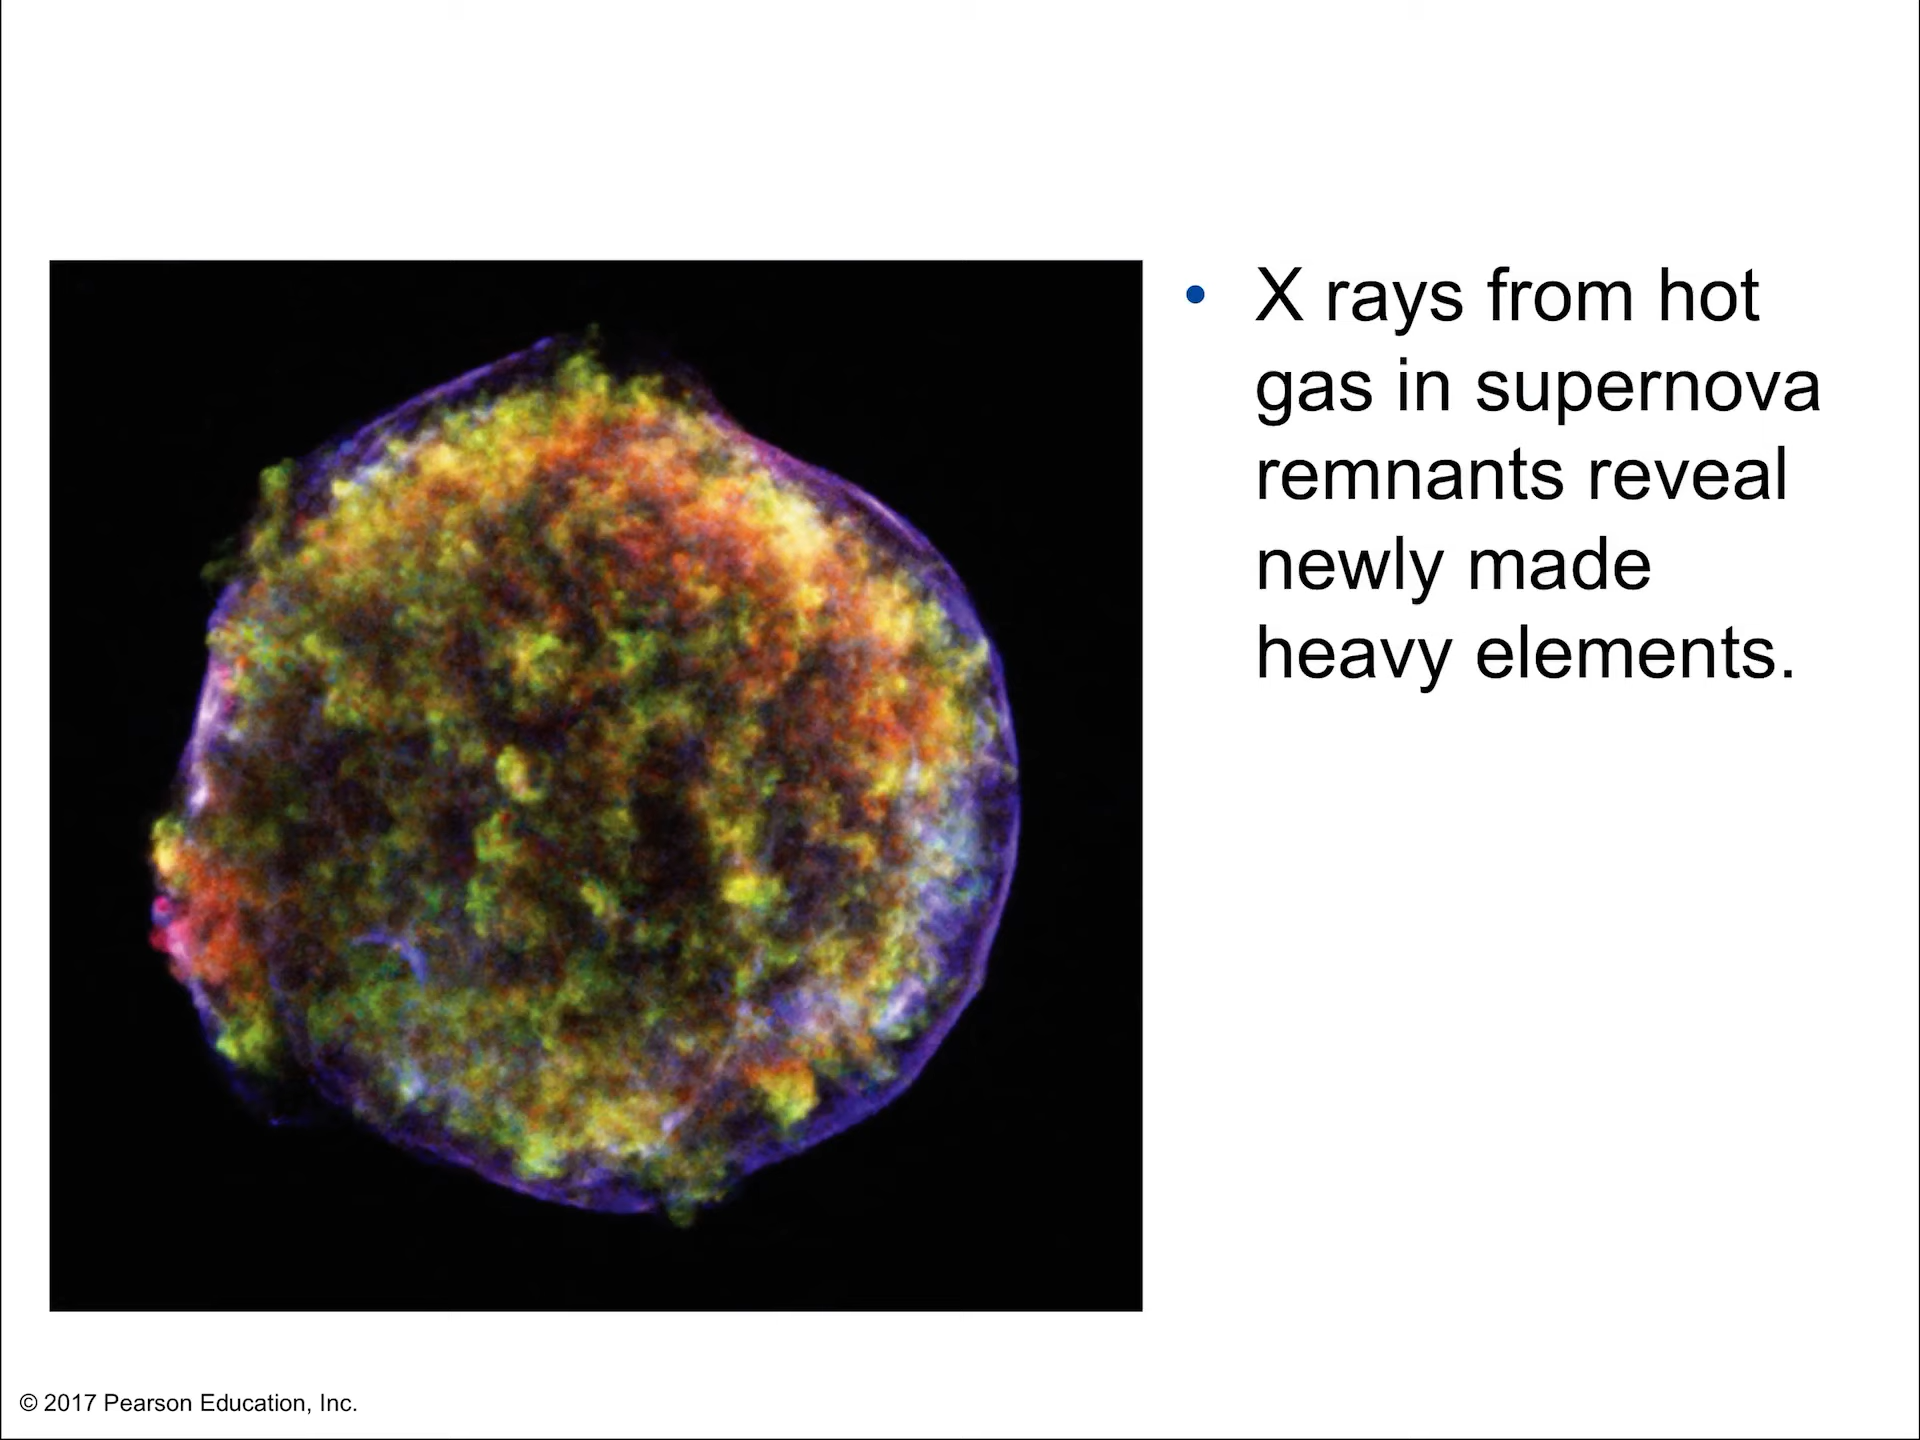 • X rays from hot
gas in supernova
remnants reveal
newly made
heavy elements.
© 2017 Pearson Education, Inc.